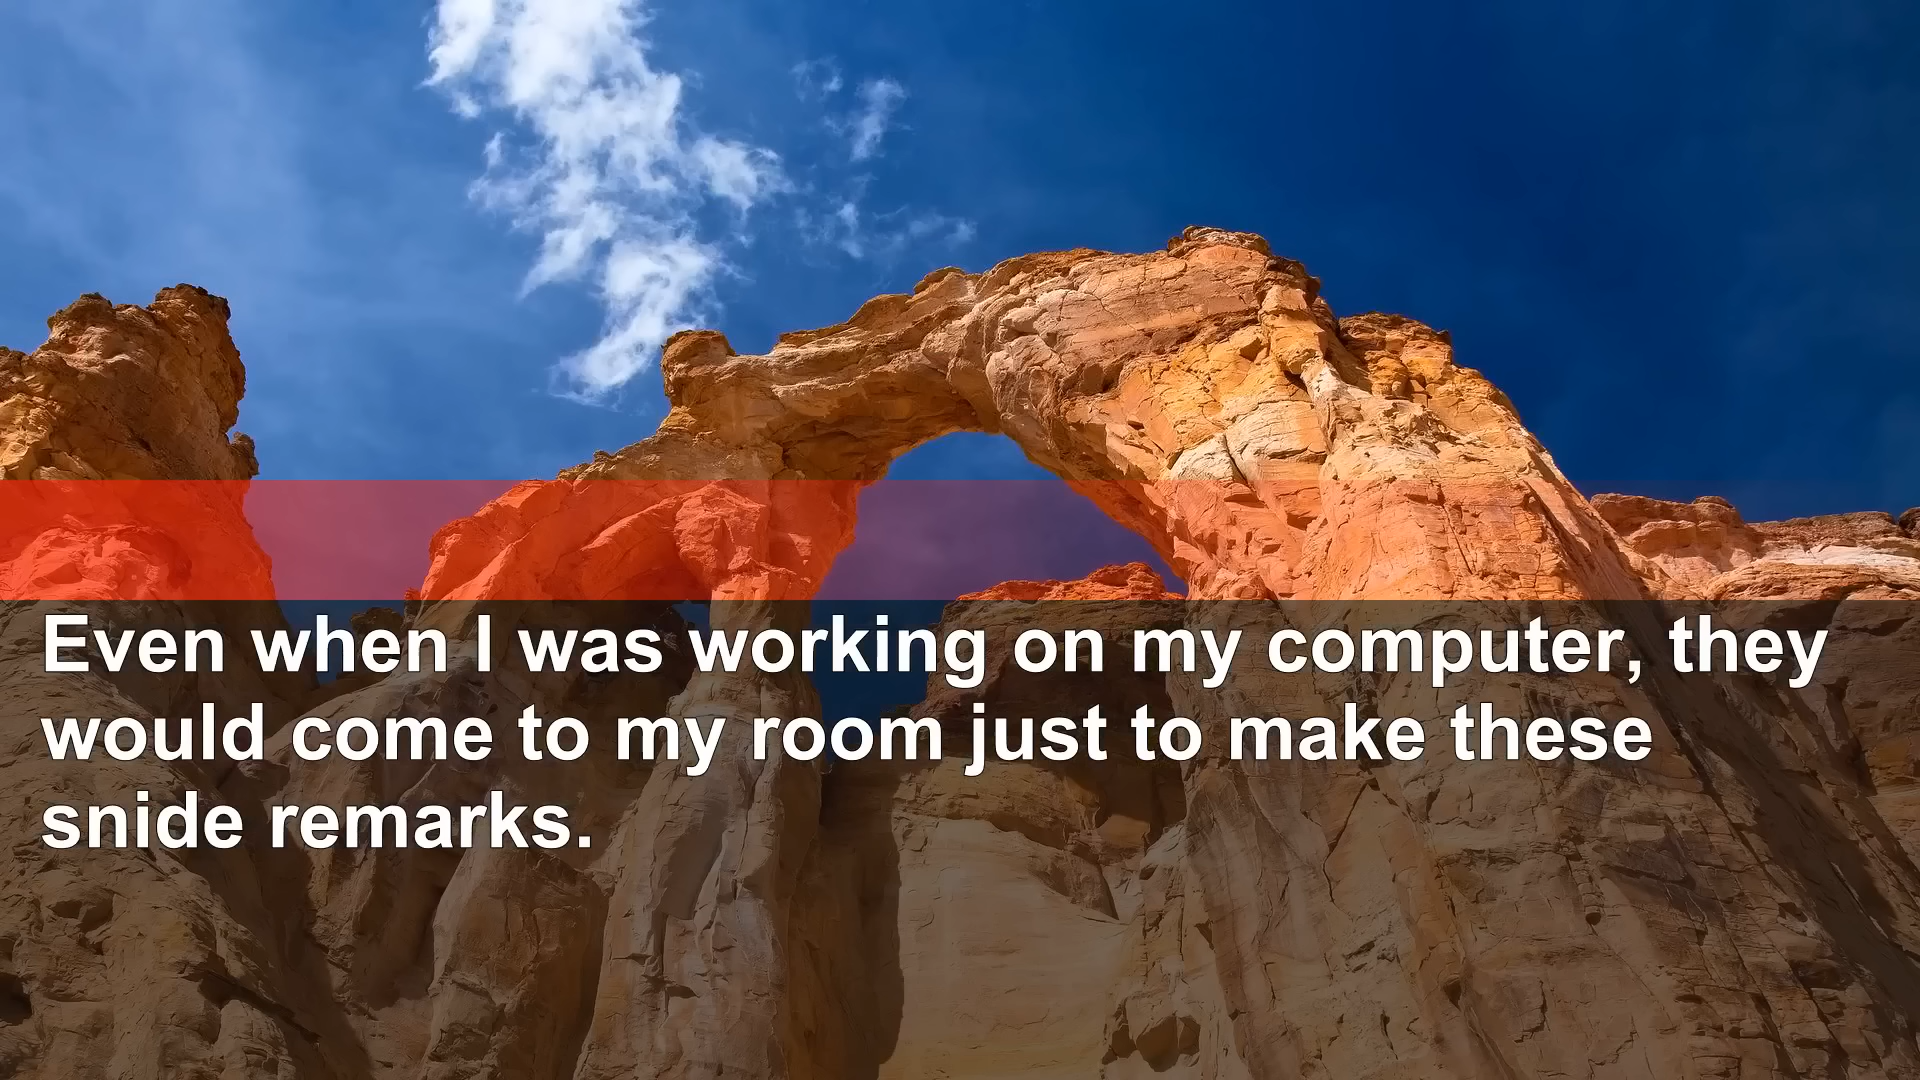 Even when I was working on my computer, they
would come to my room just to make these
snide remarks.